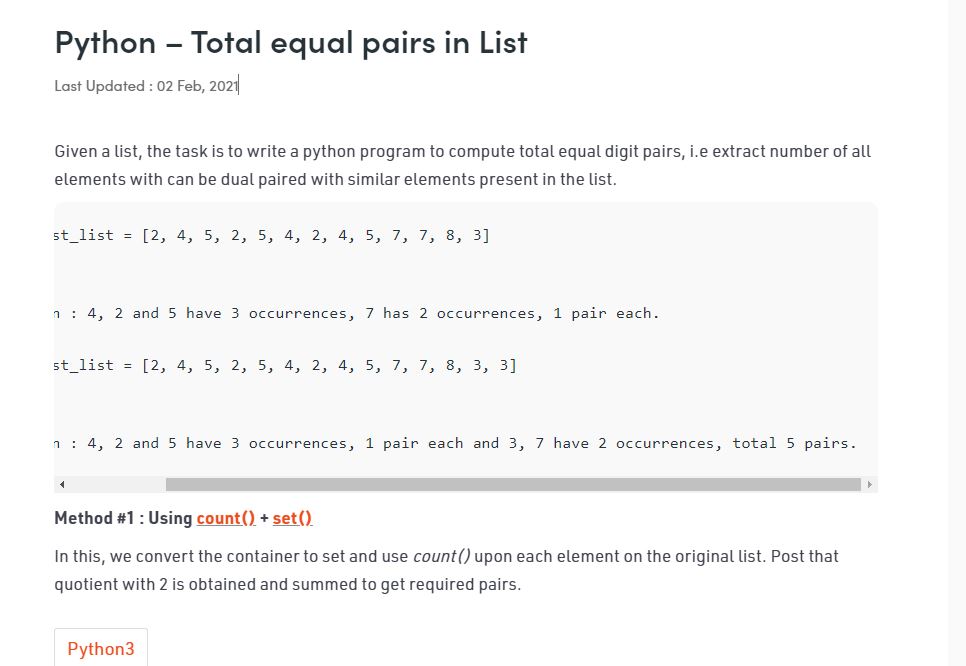 Python – Total equal pairs in List
Last Updated : 02 Feb, 2021
Given a list, the task is to write a python program to compute total equal digit pairs, i.e extract number of all
elements with can be dual paired with similar elements present in the list.
st_list = [2, 4, 5, 2, 5, 4, 2, 4, 5, 7, 7, 8, 3]
n : 4, 2 and 5 have 3 occurrences, 7 has 2 occurrences, 1 pair each.
st_list = [2, 4, 5, 2, 5, 4, 2, 4, 5, 7, 7, 8, 3, 3]
n : 4, 2 and 5 have 3 occurrences, 1 pair each and 3, 7 have 2 occurrences, total 5 pairs.
Method #1 : Using count() + set()
In this, we convert the container to set and use count() upon each element on the original list. Post that
quotient with 2 is obtained and summed to get required pairs.
Python3